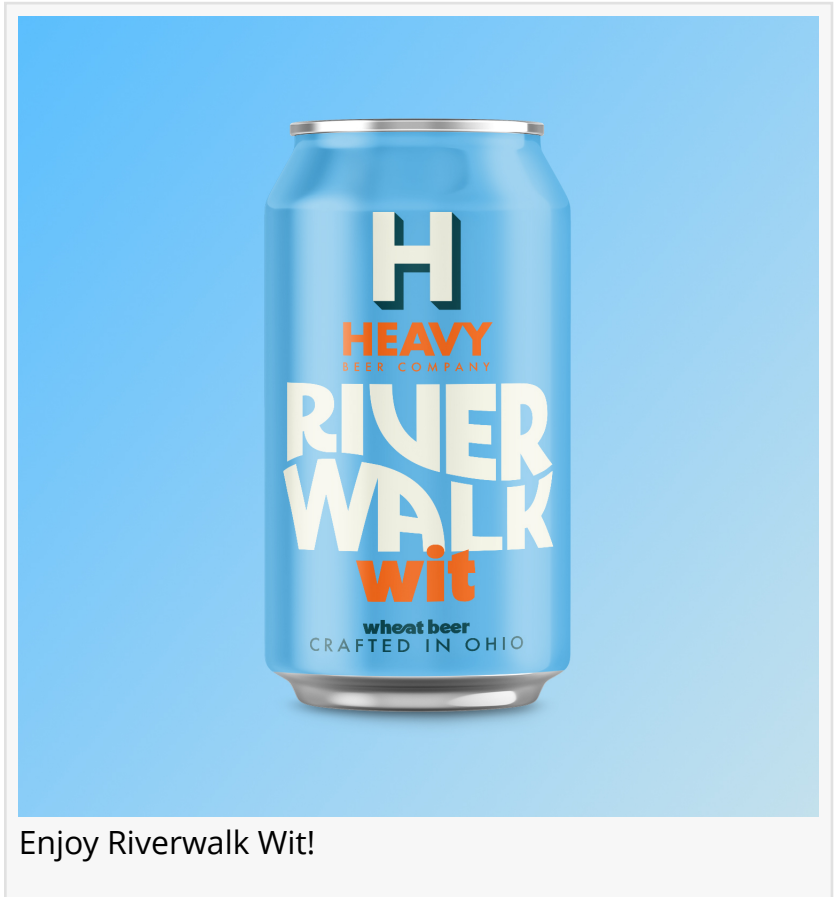 H
HEAVY
BEER COMPANY
RIVER
WALK
wit
wheat beer
CRAFTED IN OHIO
Enjoy Riverwalk Wit!